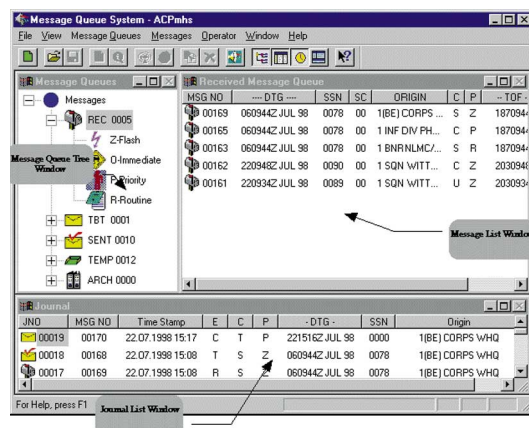 Message Queue System - ACPmhs
File View Message Queues Messages Operator Window Help
Message Queues
Messages
REC 0005
Z-Flash
O-Immediate
P-Priority
R-Routine
TBT 0001
SENT 0010
TEMP 0012
ARCH 0000
Message Queue Tree Window
Received Message Queue
MSG NO ---- DTG ---- SSN SC ORIGIN C P -- TOF -
00169 060944Z JUL 98 0078 00 1(BE) CORPS ... S Z 1870944
00165 060944Z JUL 98 0078 00 1 INF DIV PH... C P 1870944
00163 060944Z JUL 98 0078 00 1 BNRNLMC/... S R 1870944
00162 220948Z JUL 98 0090 00 1 SQN WITT... C Z 2030948
00161 220934Z JUL 98 0089 00 1 SQN WITT... U Z 2030934
Message List Windo
Journal
JNO MSG NO Time Stamp E C P - DTG - SSN Origin
00019 00170 22.07.1998 15:17 C T P 221516Z JUL 98 0000 1(BE) CORPS WHQ
00018 00168 22.07.1998 15:08 T S Z 060944Z JUL 98 0078 1(BE) CORPS WHQ
00017 00169 22.07.1998 15:08 R S Z 060944Z JUL 98 0078 1(BE) CORPS WHQ
For Help, press F1
Journal List Window